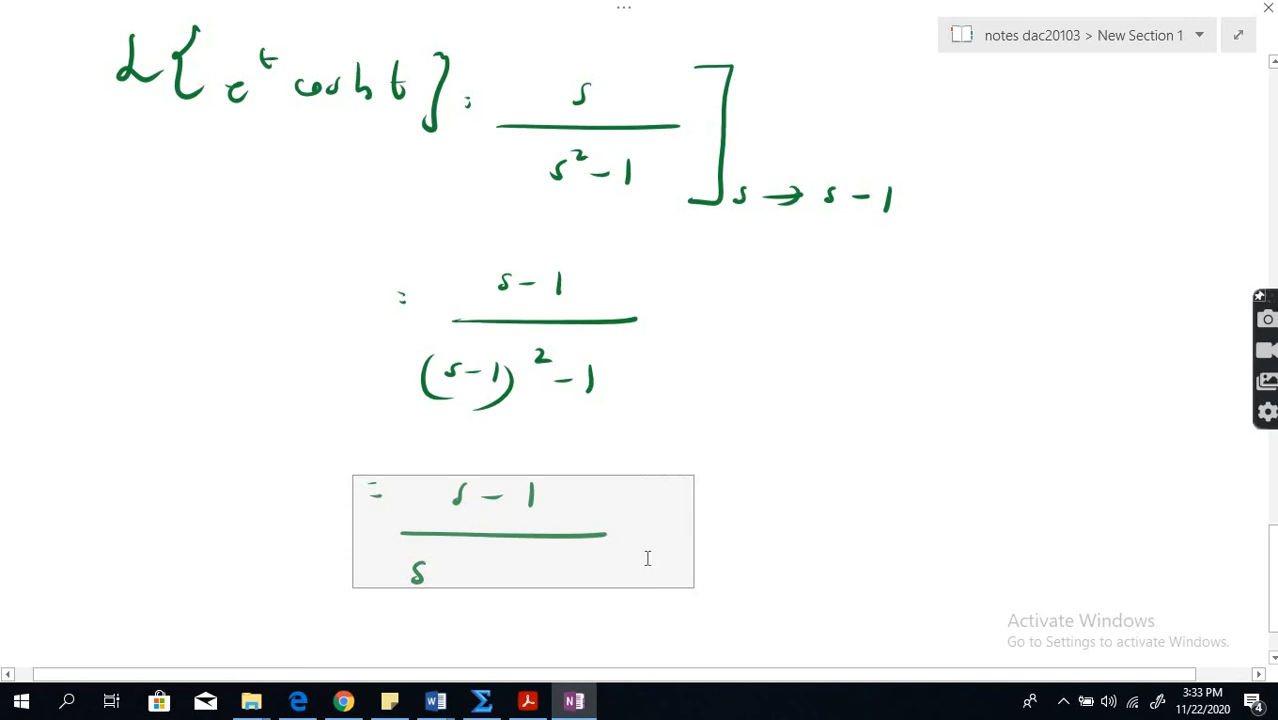 notes dac20103 > New Section 1
ℒ{e^t cosh t} = s / (s² - 1) ] s → s - 1
= (s - 1) / ((s-1)² - 1)
= (s - 1) / s
Activate Windows
Go to Settings to activate Windows.
3:33 PM
11/22/2020
4